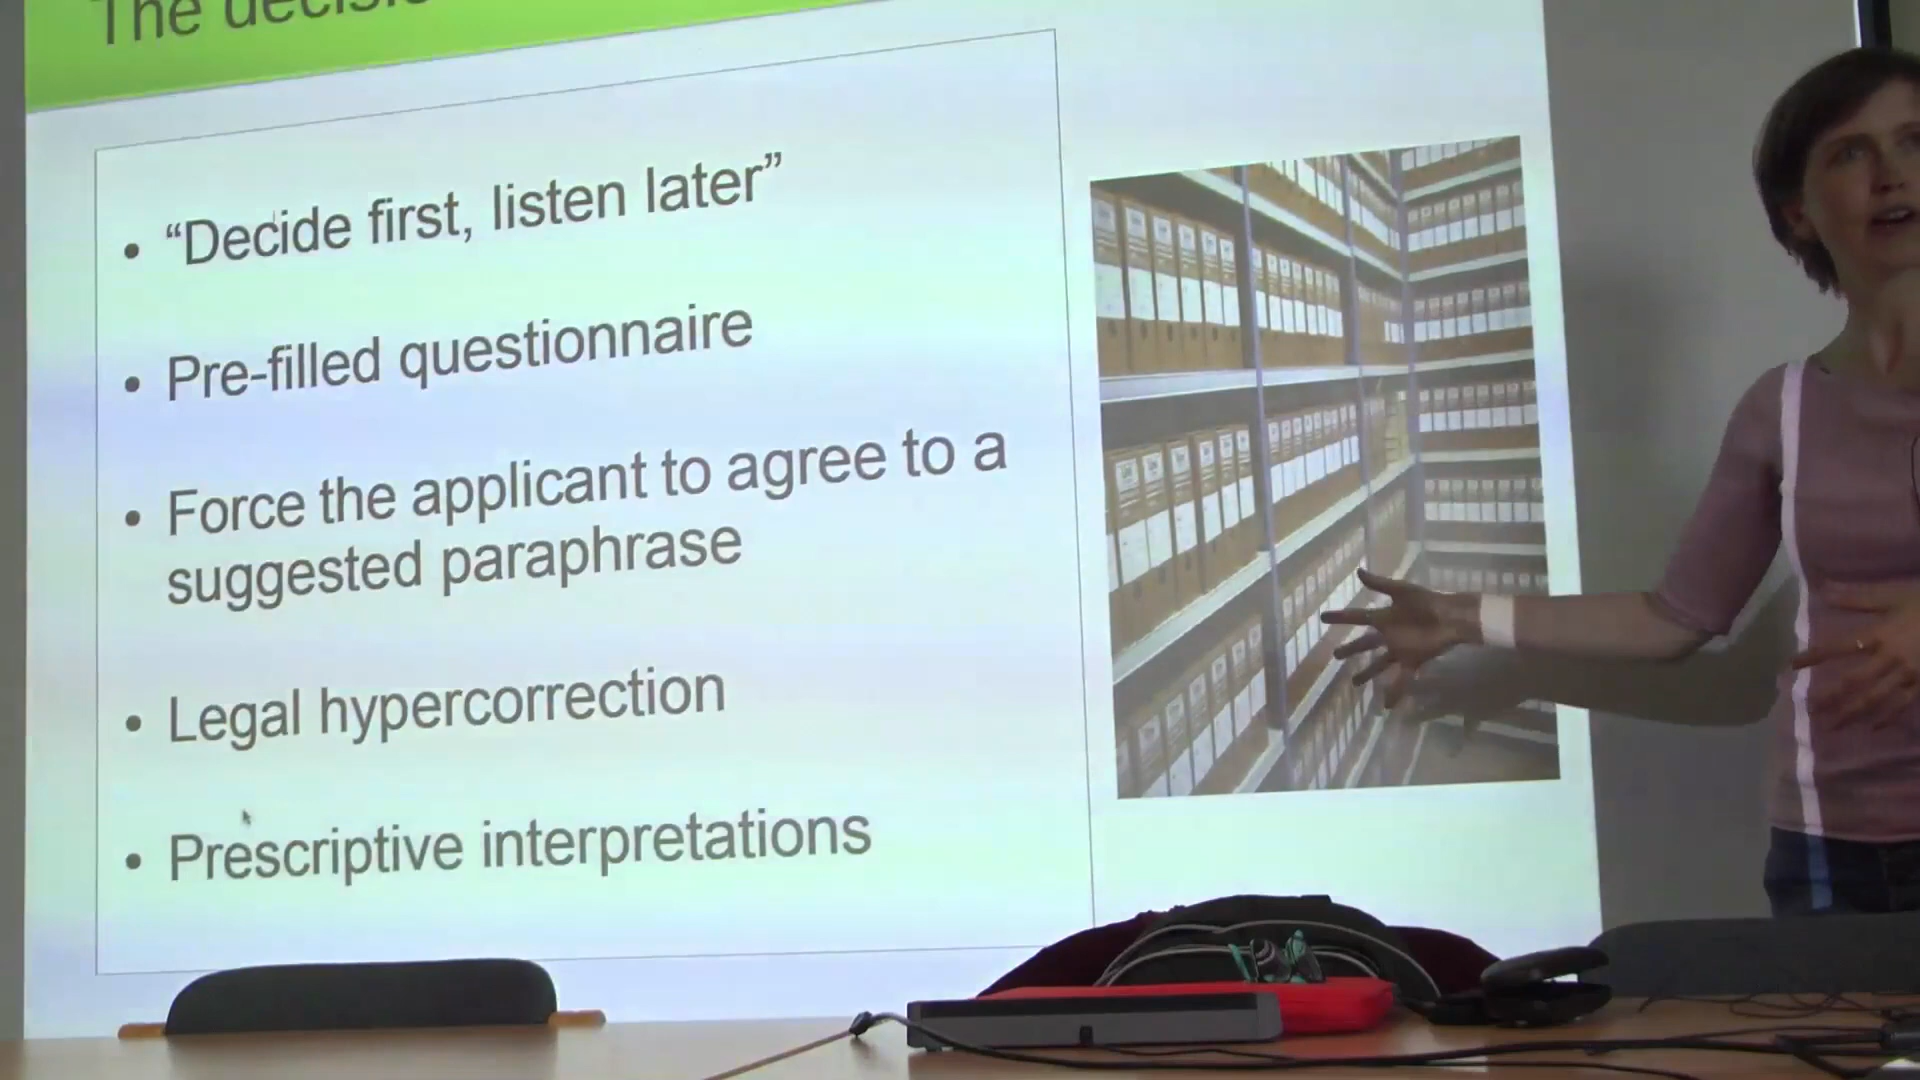 The
“Decide first, listen later”
Pre-filled questionnaire
Force the applicant to agree to a
suggested paraphrase
Legal hypercorrection
Prescriptive interpretations